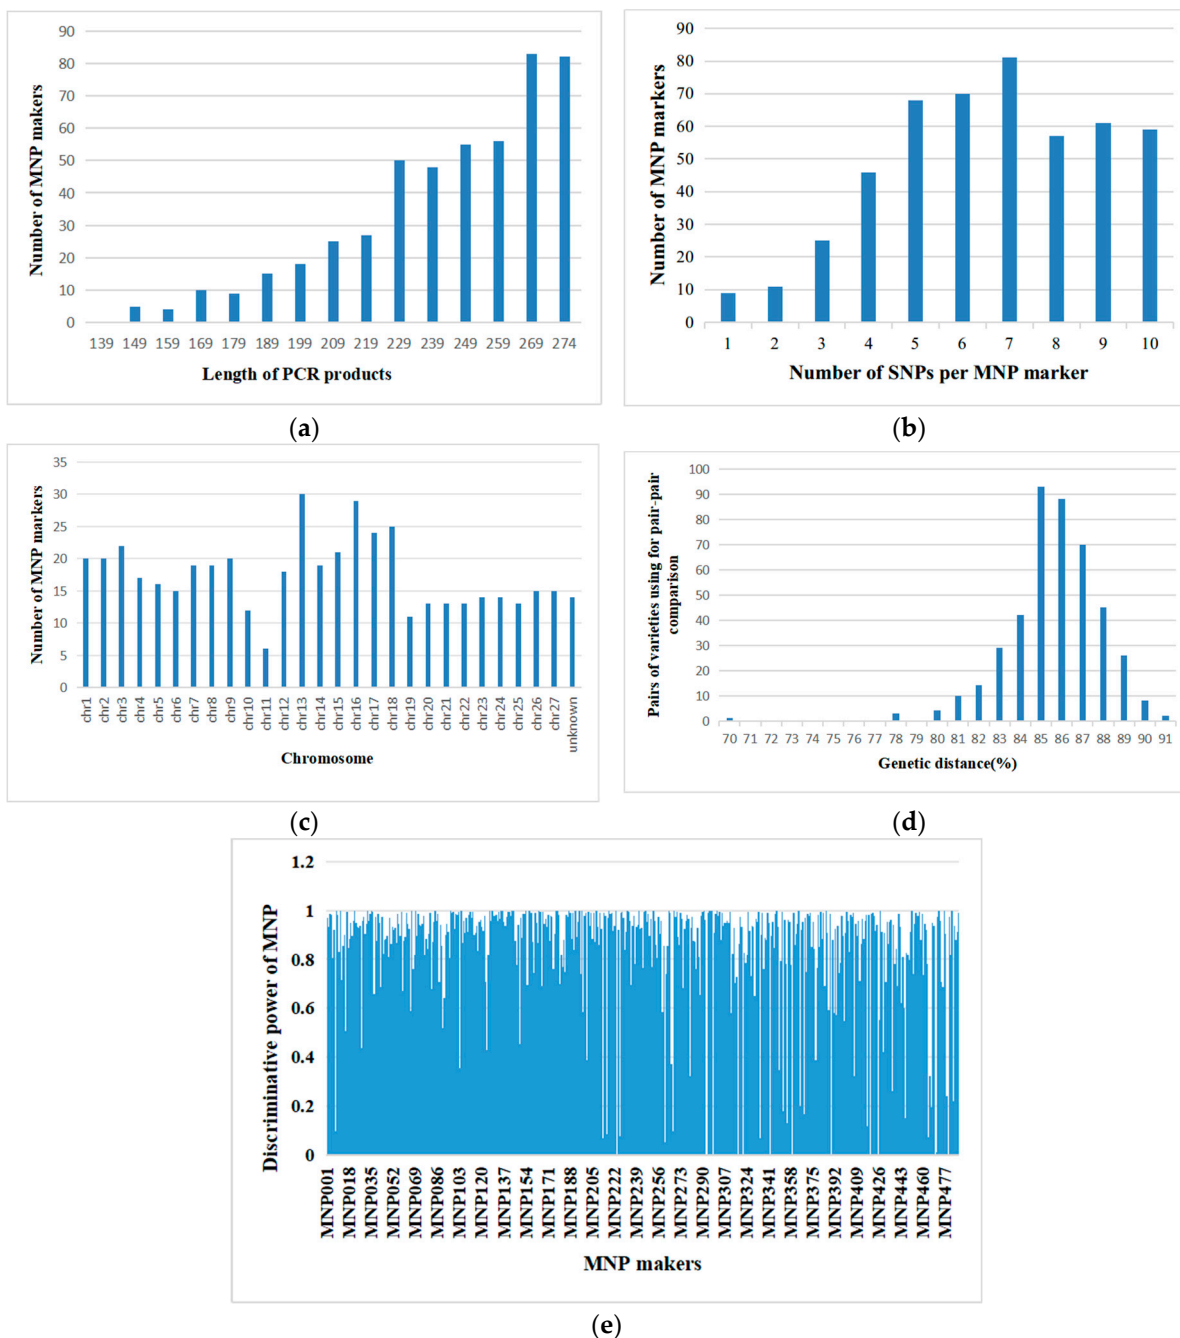 90
80
70
60
50
40
30
20
10
0
Number of MNP makers
139 149 159 169 179 189 199 209 219 229 239 249 259 269 274
Length of PCR products
(a)
90
80
70
60
50
40
30
20
10
0
Number of MNP markers
1 2 3 4 5 6 7 8 9 10
Number of SNPs per MNP marker
(b)
35
30
25
20
15
10
5
0
Number of MNP markers
chr1 chr2 chr3 chr4 chr5 chr6 chr7 chr8 chr9 chr10 chr11 chr12 chr13 chr14 chr15 chr16 chr17 chr18 chr19 chr20 chr21 chr22 chr23 chr24 chr25 chr26 chr27 unknown
Chromosome
(c)
100
90
80
70
60
50
40
30
20
10
0
Pairs of varieties using for pair-pair
comparison
70 71 72 73 74 75 76 77 78 79 80 81 82 83 84 85 86 87 88 89 90 91
Genetic distance(%)
(d)
1.2
1
0.8
0.6
0.4
0.2
0
Discriminative power of MNP
MNP001 MNP018 MNP035 MNP052 MNP069 MNP086 MNP103 MNP120 MNP137 MNP154 MNP171 MNP188 MNP205 MNP222 MNP239 MNP256 MNP273 MNP290 MNP307 MNP324 MNP341 MNP358 MNP375 MNP392 MNP409 MNP426 MNP443 MNP460 MNP477
MNP makers
(e)